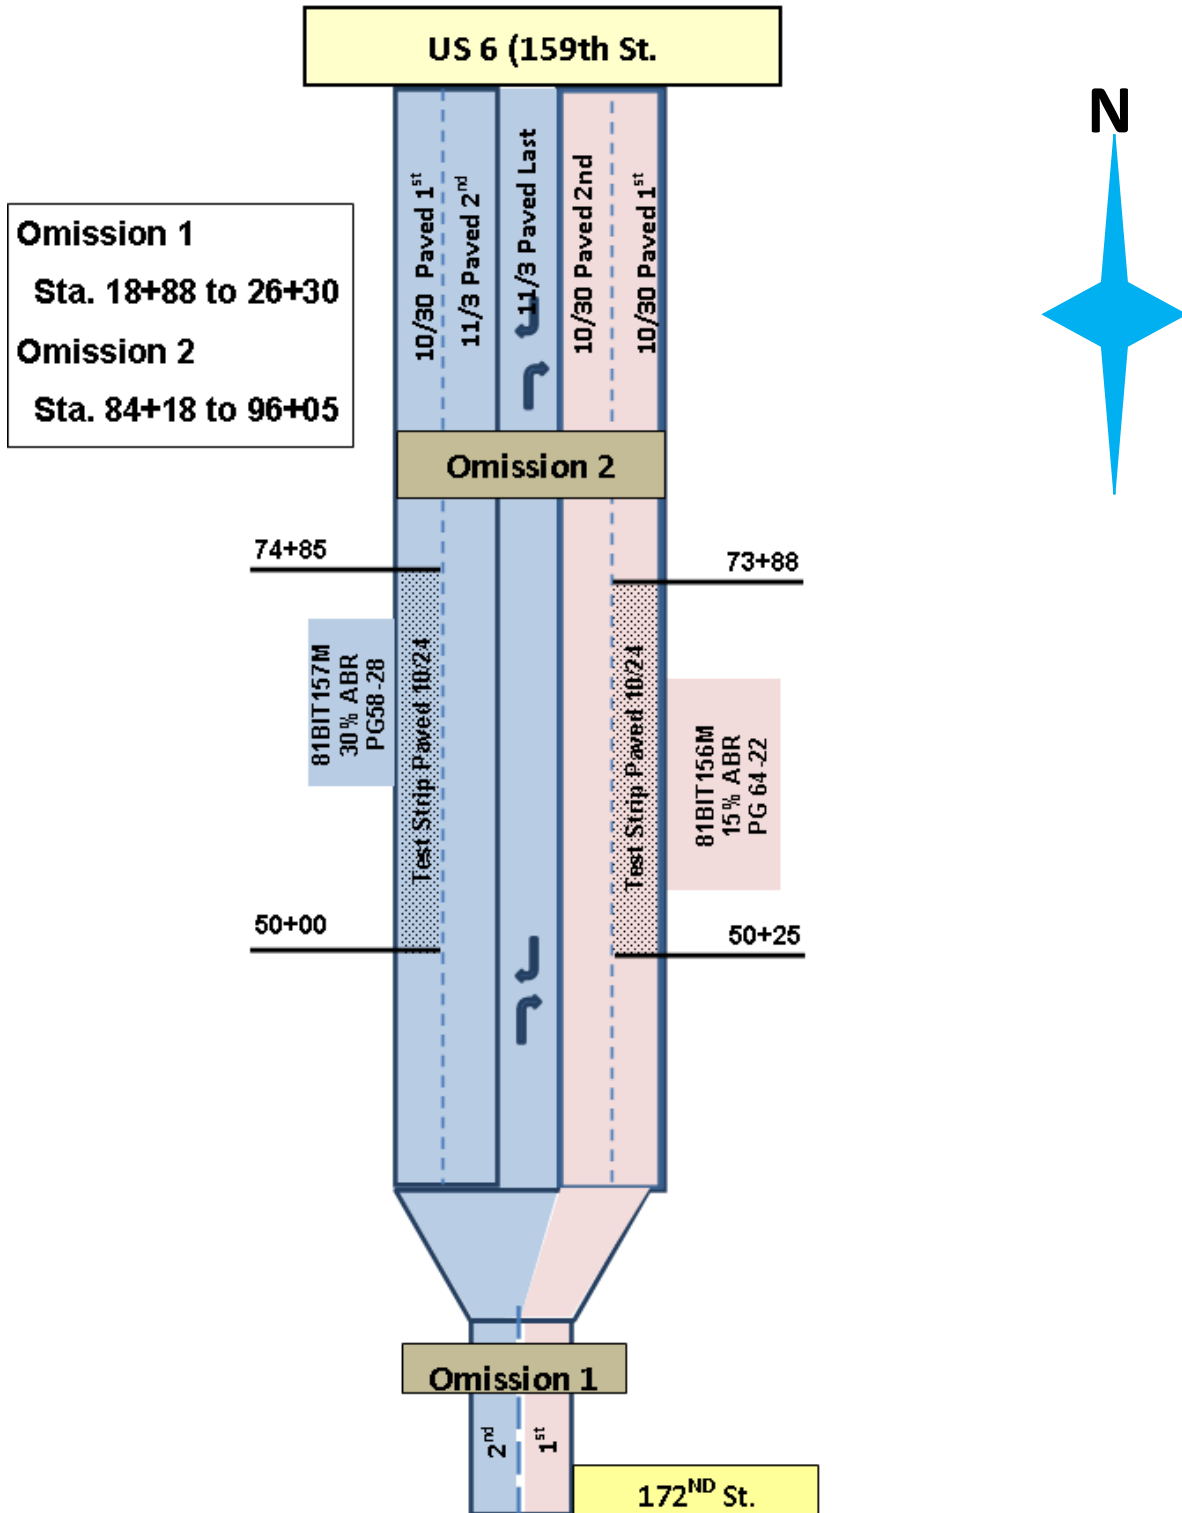 US 6 (159th St.
N
Omission 1
Sta. 18+88 to 26+30
Omission 2
Sta. 84+18 to 96+05
10/30 Paved 1st
11/3 Paved 2nd
11/3 Paved Last
10/30 Paved 2nd
10/30 Paved 1st
Omission 2
74+85
73+88
81BIT157M
30% ABR
PG58-28
Test Strip Paved 10/24
Test Strip Paved 10/24
81BIT156M
15% ABR
PG 64-22
50+00
50+25
Omission 1
2nd
1st
172ND St.